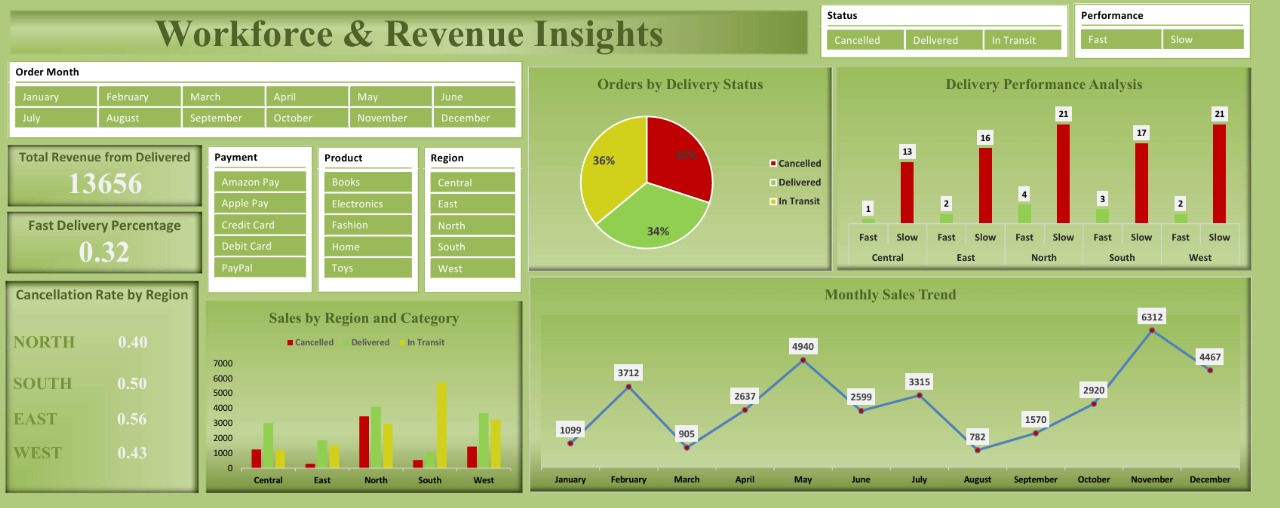 Workforce & Revenue Insights
Status
Cancelled Delivered In Transit
Performance
Fast Slow
Order Month
January February March April May June
July August September October November December
Total Revenue from Delivered
13656
Fast Delivery Percentage
0.32
Payment
Amazon Pay
Apple Pay
Credit Card
Debit Card
PayPal
Product
Books
Electronics
Fashion
Home
Toys
Region
Central
East
North
South
West
Orders by Delivery Status
36%
34%
Cancelled
Delivered
In Transit
Delivery Performance Analysis
1 13 2 16 4 21 3 17 2 21
Fast Slow Fast Slow Fast Slow Fast Slow Fast Slow
Central East North South West
Cancellation Rate by Region
NORTH 0.40
SOUTH 0.50
EAST 0.56
WEST 0.43
Sales by Region and Category
Cancelled Delivered In Transit
7000
6000
5000
4000
3000
2000
1000
0
Central East North South West
Monthly Sales Trend
1099 3712 905 2637 4940 2599 3315 782 1570 2920 6312 4467
January February March April May June July August September October November December